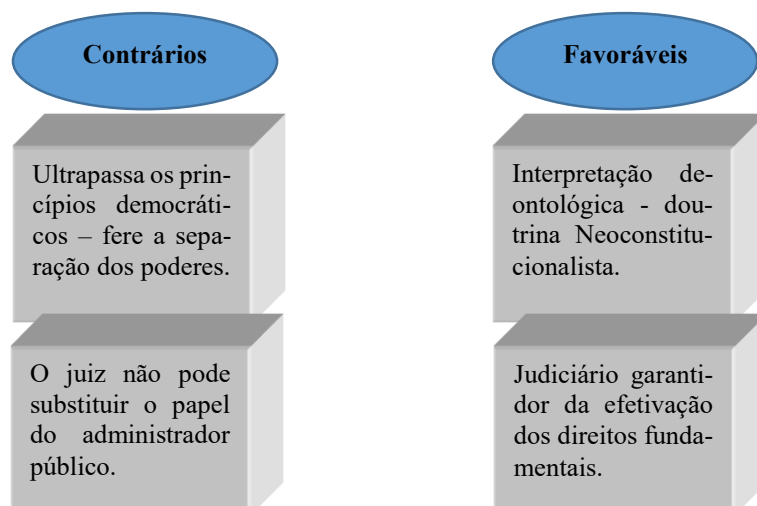 Contrários
Ultrapassa os prin-
cípios democráti-
cos – fere a sepa-
ração dos poderes.
O juiz não pode
substituir o papel
do administrador
público.
Favoráveis
Interpretação de-
ontológica - dou-
trina Neoconstitu-
cionalista.
Judiciário garanti-
dor da efetivação
dos direitos funda-
mentais.